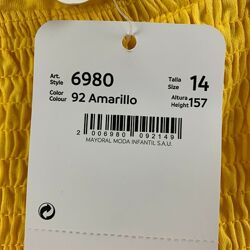 Art. Style 6980 Talla Size 14
Color Colour 92 Amarillo Altura Height 157
2 006980 092149
MAYORAL MODA INFANTIL S.A.U.